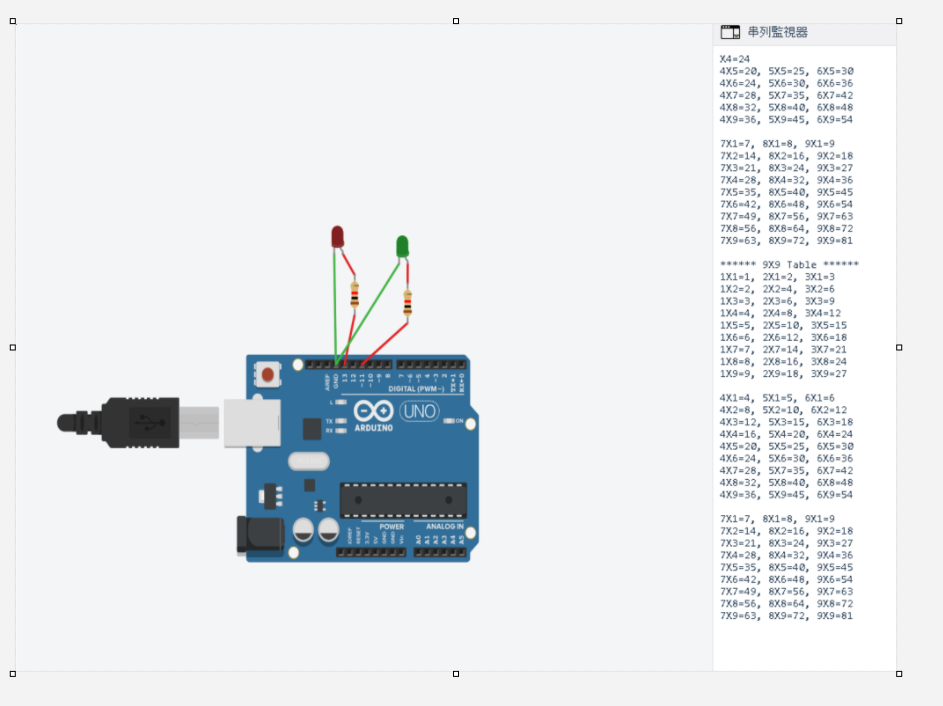 串列監視器
X4=24
4X5=20, 5X5=25, 6X5=30
4X6=24, 5X6=30, 6X6=36
4X7=28, 5X7=35, 6X7=42
4X8=32, 5X8=40, 6X8=48
4X9=36, 5X9=45, 6X9=54
7X1=7, 8X1=8, 9X1=9
7X2=14, 8X2=16, 9X2=18
7X3=21, 8X3=24, 9X3=27
7X4=28, 8X4=32, 9X4=36
7X5=35, 8X5=40, 9X5=45
7X6=42, 8X6=48, 9X6=54
7X7=49, 8X7=56, 9X7=63
7X8=56, 8X8=64, 9X8=72
7X9=63, 8X9=72, 9X9=81
****** 9X9 Table ******
1X1=1, 2X1=2, 3X1=3
1X2=2, 2X2=4, 3X2=6
1X3=3, 2X3=6, 3X3=9
1X4=4, 2X4=8, 3X4=12
1X5=5, 2X5=10, 3X5=15
1X6=6, 2X6=12, 3X6=18
1X7=7, 2X7=14, 3X7=21
1X8=8, 2X8=16, 3X8=24
1X9=9, 2X9=18, 3X9=27
4X1=4, 5X1=5, 6X1=6
4X2=8, 5X2=10, 6X2=12
4X3=12, 5X3=15, 6X3=18
4X4=16, 5X4=20, 6X4=24
4X5=20, 5X5=25, 6X5=30
4X6=24, 5X6=30, 6X6=36
4X7=28, 5X7=35, 6X7=42
4X8=32, 5X8=40, 6X8=48
4X9=36, 5X9=45, 6X9=54
7X1=7, 8X1=8, 9X1=9
7X2=14, 8X2=16, 9X2=18
7X3=21, 8X3=24, 9X3=27
7X4=28, 8X4=32, 9X4=36
7X5=35, 8X5=40, 9X5=45
7X6=42, 8X6=48, 9X6=54
7X7=49, 8X7=56, 9X7=63
7X8=56, 8X8=64, 9X8=72
7X9=63, 8X9=72, 9X9=81
AREF
GND
13
12
~11
~10
~9
8
7
~6
~5
4
~3
2
TX→1
RX←0
DIGITAL (PWM~)
L
TX
RX
UNO
ARDUINO
ON
POWER
ANALOG IN
RESET
3.3V
5V
GND
GND
Vin
A0
A1
A2
A3
A4
A5